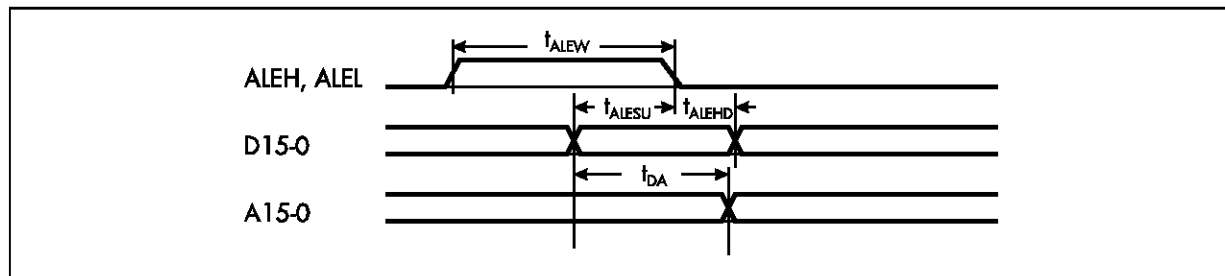 tALEW
ALEH, ALEL
tALESU tALEHD
D15-0
tDA
A15-0